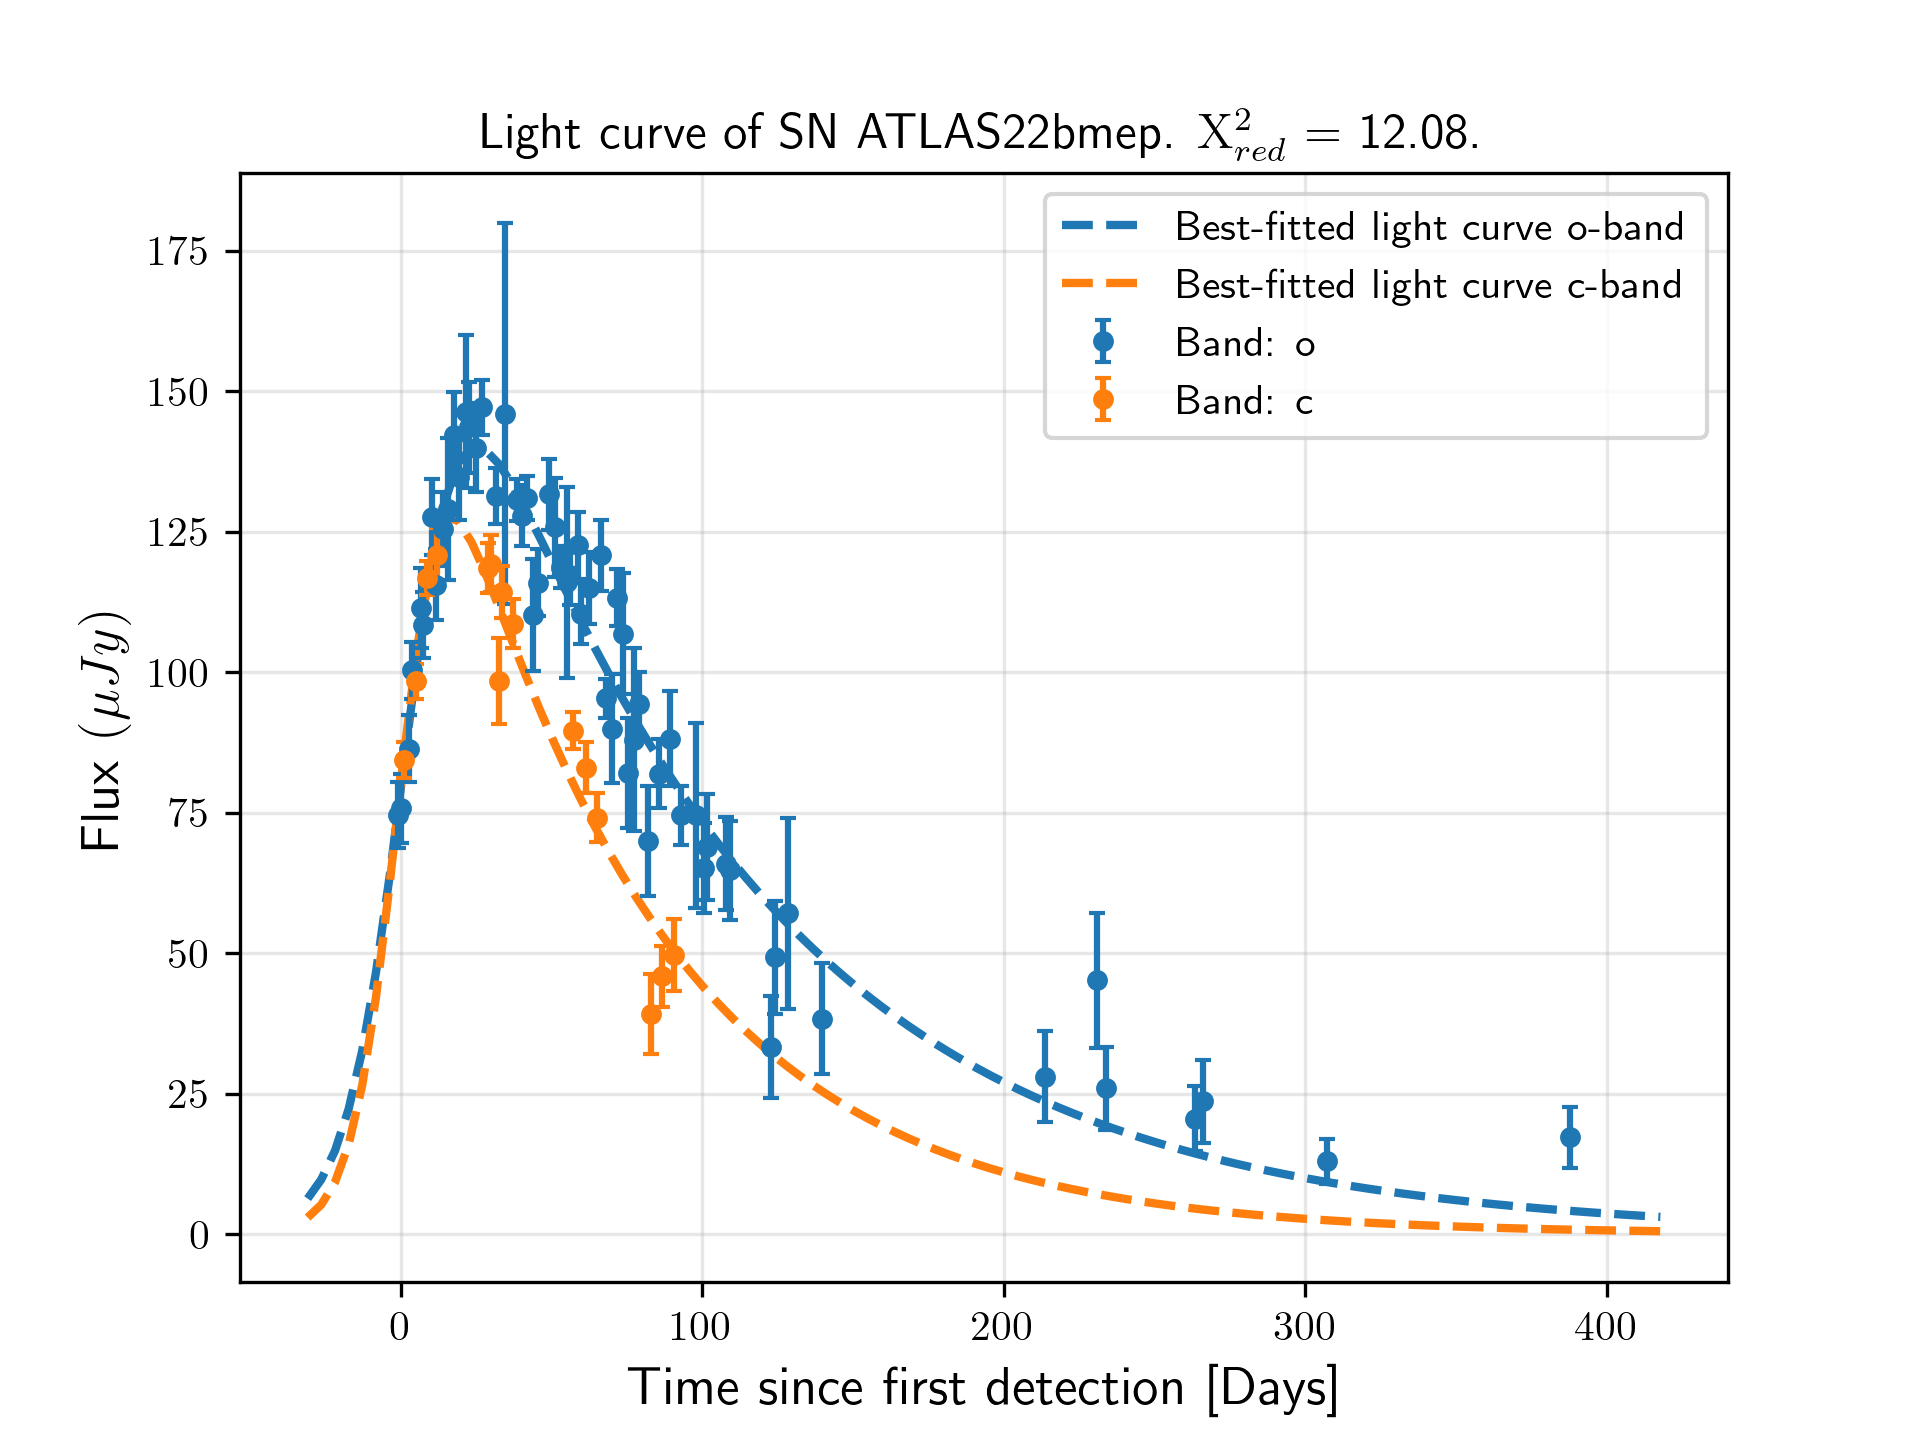 Light curve of SN ATLAS22bmep. X²_red = 12.08.
Best-fitted light curve o-band
Best-fitted light curve c-band
Band: o
Band: c
175
150
125
100
75
50
25
0
Flux (μJy)
0 100 200 300 400
Time since first detection [Days]